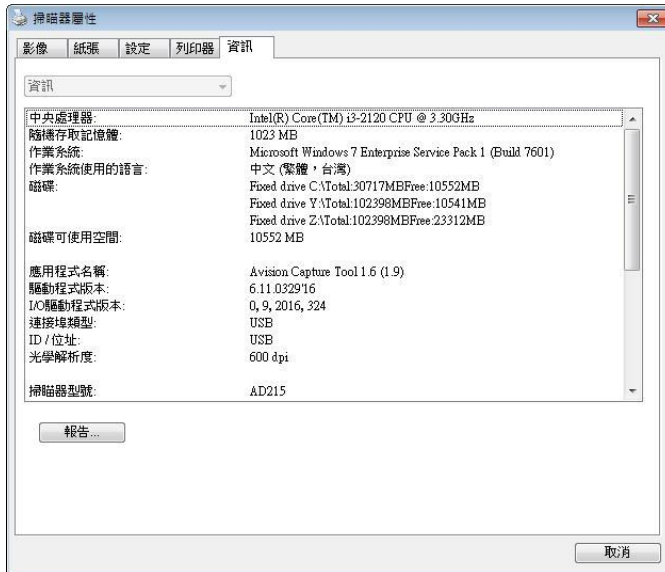 掃瞄器屬性
影像 紙張 設定 列印器 資訊
資訊
中央處理器: Intel(R) Core(TM) i3-2120 CPU @ 3.30GHz
隨機存取記憶體: 1023 MB
作業系統: Microsoft Windows 7 Enterprise Service Pack 1 (Build 7601)
作業系統使用的語言: 中文 (繁體，台灣)
磁碟: Fixed drive C:\Total:30717MBFree:10552MB
Fixed drive Y:\Total:102398MBFree:10541MB
Fixed drive Z:\Total:102398MBFree:23312MB
磁碟可使用空間: 10552 MB
應用程式名稱: Avision Capture Tool 1.6 (1.9)
驅動程式版本: 6.11.0329'16
I/O驅動程式版本: 0, 9, 2016, 324
連接埠類型: USB
ID / 位址: USB
光學解析度: 600 dpi
掃瞄器型號: AD215
報告...
取消